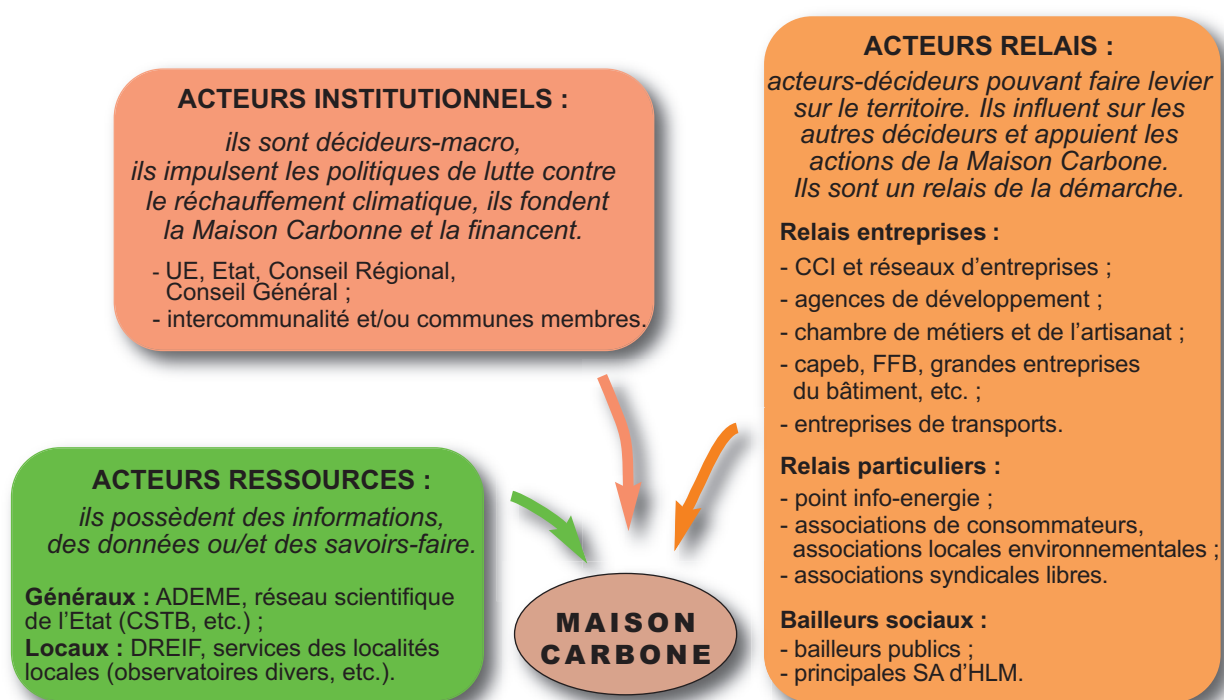 ACTEURS INSTITUTIONNELS :
ils sont décideurs-macro,
ils impulsent les politiques de lutte contre
le réchauffement climatique, ils fondent
la Maison Carbonne et la financent.
- UE, Etat, Conseil Régional,
Conseil Général ;
- intercommunalité et/ou communes membres.
ACTEURS RELAIS :
acteurs-décideurs pouvant faire levier
sur le territoire. Ils influent sur les
autres décideurs et appuient les
actions de la Maison Carbone.
Ils sont un relais de la démarche.
Relais entreprises :
- CCI et réseaux d'entreprises ;
- agences de développement ;
- chambre de métiers et de l'artisanat ;
- capeb, FFB, grandes entreprises
du bâtiment, etc. ;
- entreprises de transports.
Relais particuliers :
- point info-energie ;
- associations de consommateurs,
associations locales environnementales ;
- associations syndicales libres.
Bailleurs sociaux :
- bailleurs publics ;
- principales SA d'HLM.
ACTEURS RESSOURCES :
ils possèdent des informations,
des données ou/et des savoirs-faire.
Généraux : ADEME, réseau scientifique
de l'Etat (CSTB, etc.) ;
Locaux : DREIF, services des localités
locales (observatoires divers, etc.).
MAISON
CARBONE